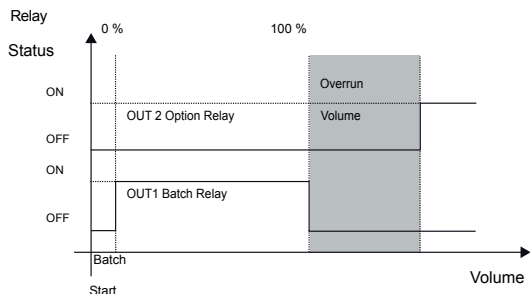 Relay
Status
0 %
100 %
ON
Overrun
OUT 2 Option Relay
Volume
OFF
ON
OUT1 Batch Relay
OFF
Batch
Start
Volume